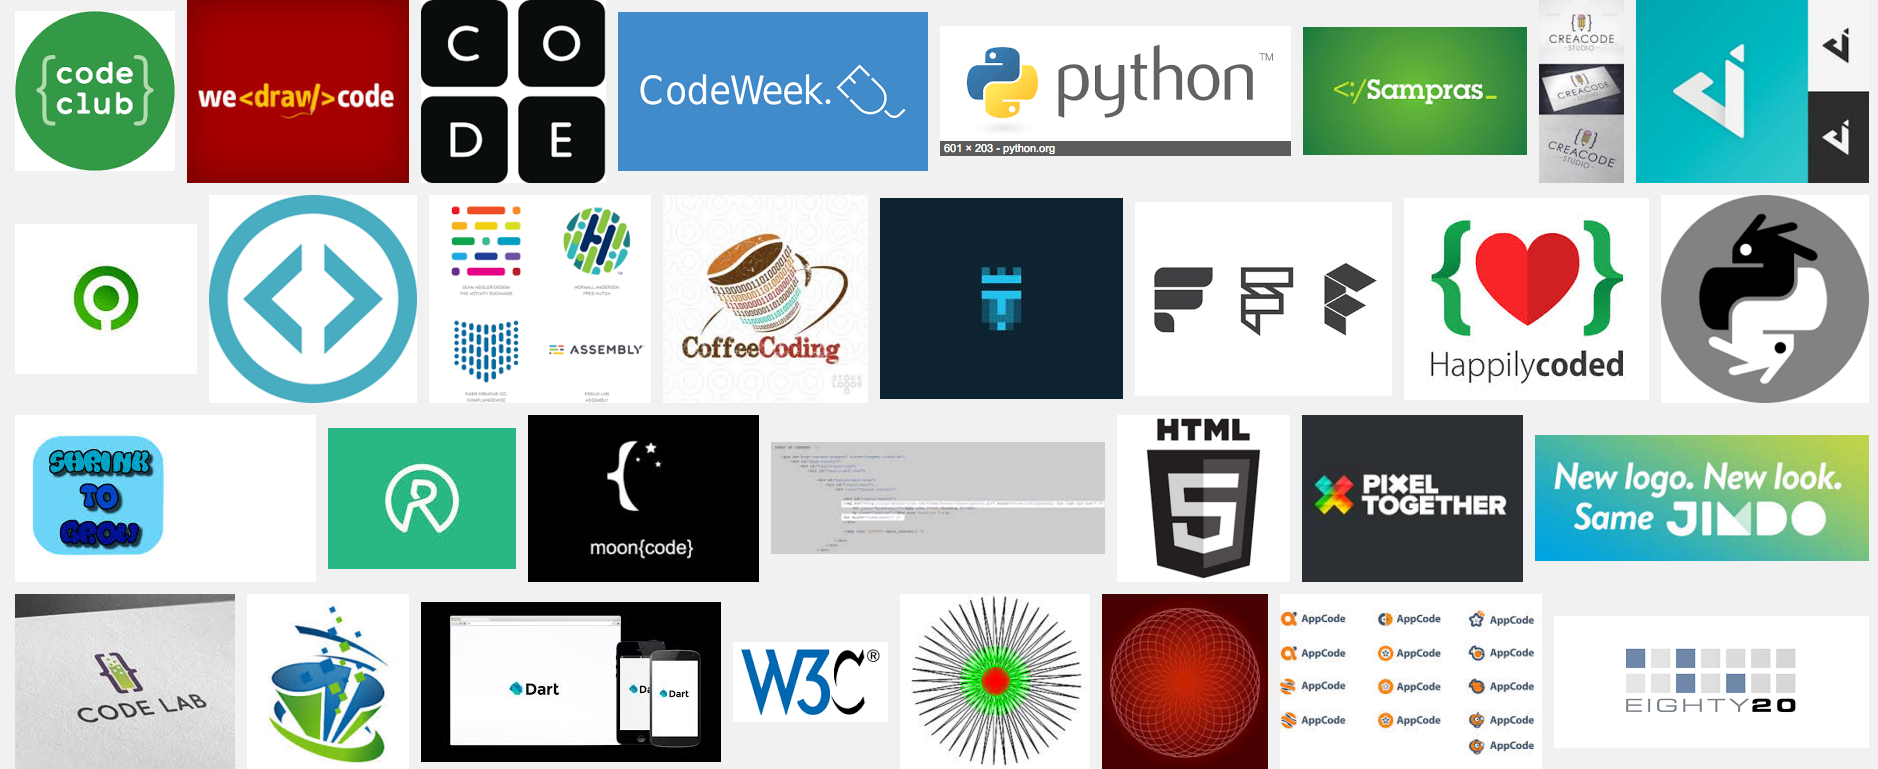 code
club
we<draw/>code
C O
D E
CodeWeek.
python™
601 × 203 - python.org
<:/Sampras_
CREACODE
STUDIO
CREACODE
CREACODE
STUDIO
ASSEMBLY
CoffeeCoding
STOCK
LOGOS
Happilycoded
SHRINK
TO
GROW
R
moon{code}
HTML
5
PIXEL
TOGETHER
New logo. New look.
Same JIMDO
CODE LAB
Dart
Dart
W3C®
AppCode AppCode AppCode
AppCode AppCode AppCode
AppCode AppCode AppCode
AppCode AppCode AppCode
AppCode
EIGHTY20